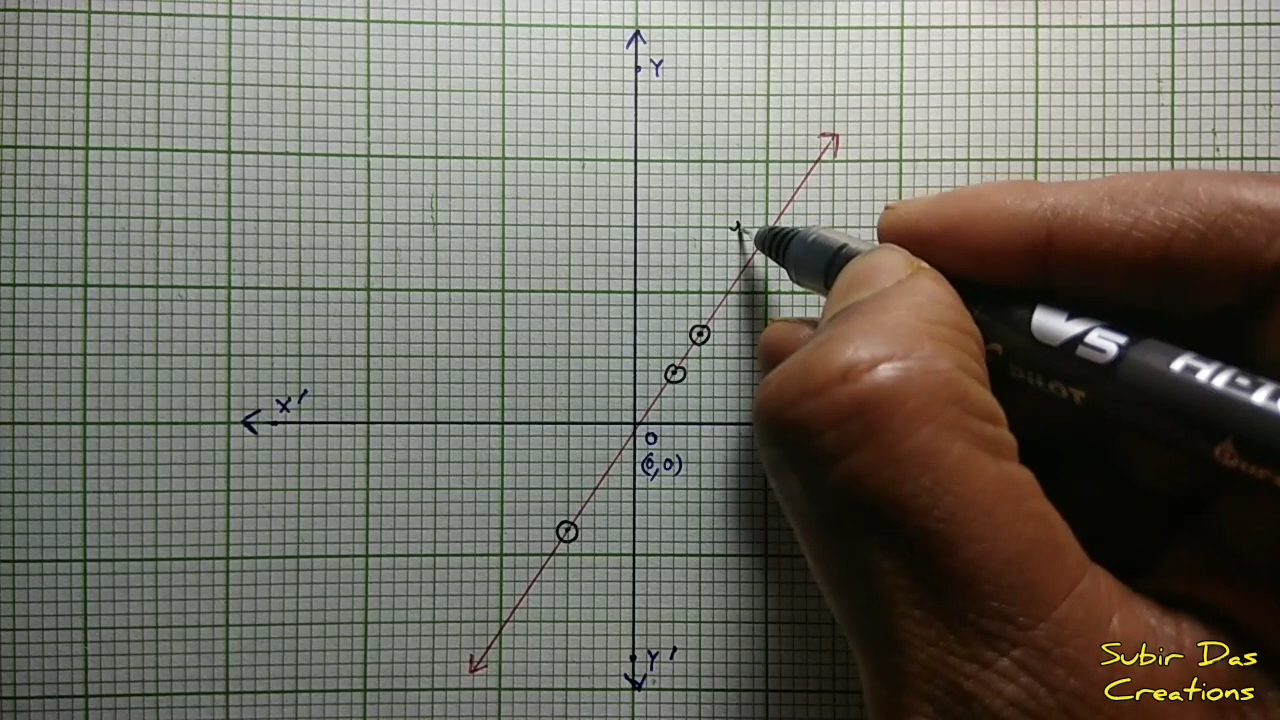 Y
X'
O
(0,0)
Y'
V5
PILOT
Subir Das
Creations